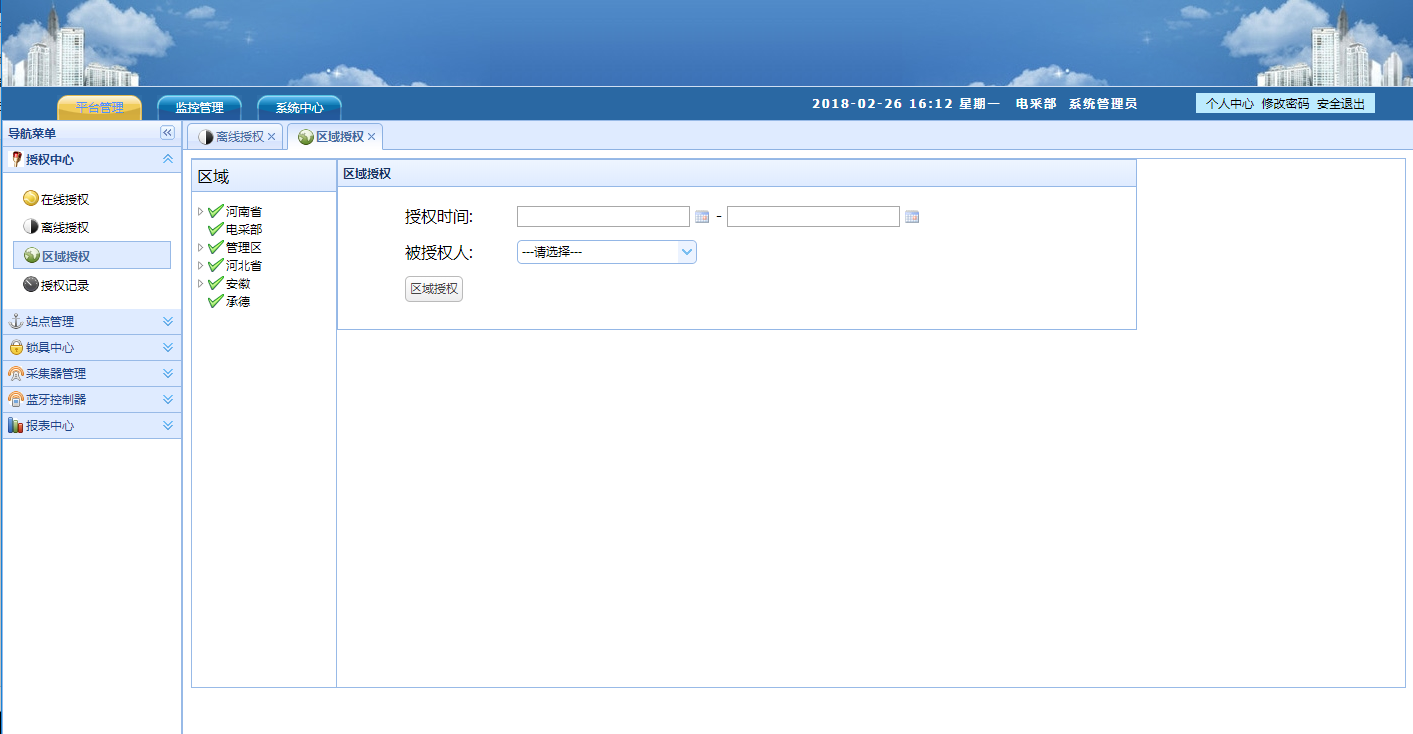 平台管理 监控管理 系统中心 2018-02-26 16:12 星期一 电采部 系统管理员 个人中心 修改密码 安全退出
导航菜单
授权中心
在线授权
离线授权
区域授权
授权记录
站点管理
锁具中心
采集器管理
蓝牙控制器
报表中心
离线授权 区域授权
区域
河南省
电采部
管理区
河北省
安徽
承德
区域授权
授权时间: -
被授权人: ---请选择---
区域授权